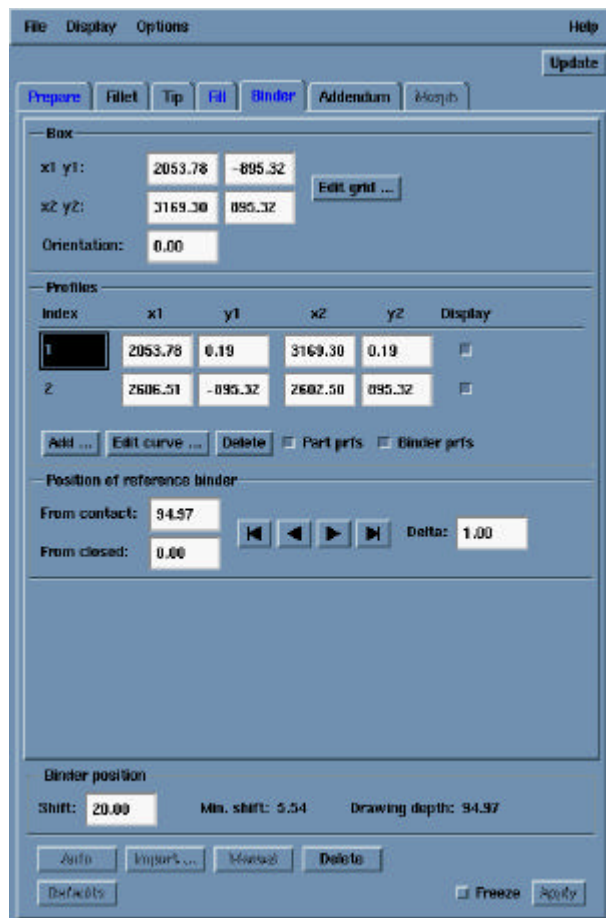 File Display Options Help
Update
Prepare Fillet Tip Fill Binder Addendum Morph
Box
x1 y1: 2053.78 -895.32
Edit grid ...
x2 y2: 3169.30 895.32
Orientation: 0.00
Profiles
Index x1 y1 x2 y2 Display
1 2053.78 0.19 3169.30 0.19
2 2606.51 -895.32 2602.50 895.32
Add ... Edit curve ... Delete Part prfs Binder prfs
Position of reference binder
From contact: 94.97
Delta: 1.00
From closed: 0.00
Binder position
Shift: 20.00 Min. shift: 5.54 Drawing depth: 94.97
Auto Import ... Manual Delete
Defaults Freeze Apply